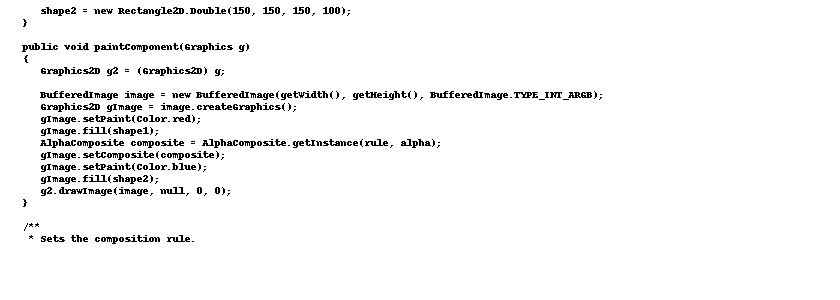 shape2 = new Rectangle2D.Double(150, 150, 150, 100);
}
public void paintComponent(Graphics g)
{
Graphics2D g2 = (Graphics2D) g;
BufferedImage image = new BufferedImage(getWidth(), getHeight(), BufferedImage.TYPE_INT_ARGB);
Graphics2D gImage = image.createGraphics();
gImage.setPaint(Color.red);
gImage.fill(shape1);
AlphaComposite composite = AlphaComposite.getInstance(rule, alpha);
gImage.setComposite(composite);
gImage.setPaint(Color.blue);
gImage.fill(shape2);
g2.drawImage(image, null, 0, 0);
}
/**
* Sets the composition rule.